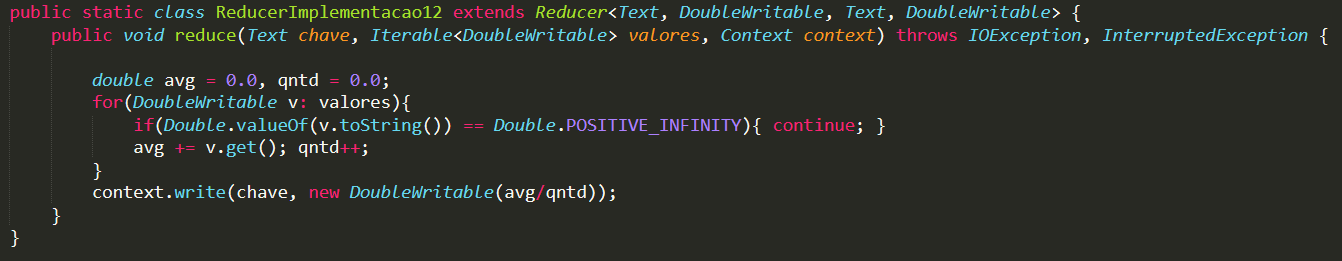 public static class ReducerImplementacao12 extends Reducer<Text, DoubleWritable, Text, DoubleWritable> {
    public void reduce(Text chave, Iterable<DoubleWritable> valores, Context context) throws IOException, InterruptedException {

        double avg = 0.0, qntd = 0.0;
        for(DoubleWritable v: valores){
            if(Double.valueOf(v.toString()) == Double.POSITIVE_INFINITY){ continue; }
            avg += v.get(); qntd++;
        }
        context.write(chave, new DoubleWritable(avg/qntd));
    }
}